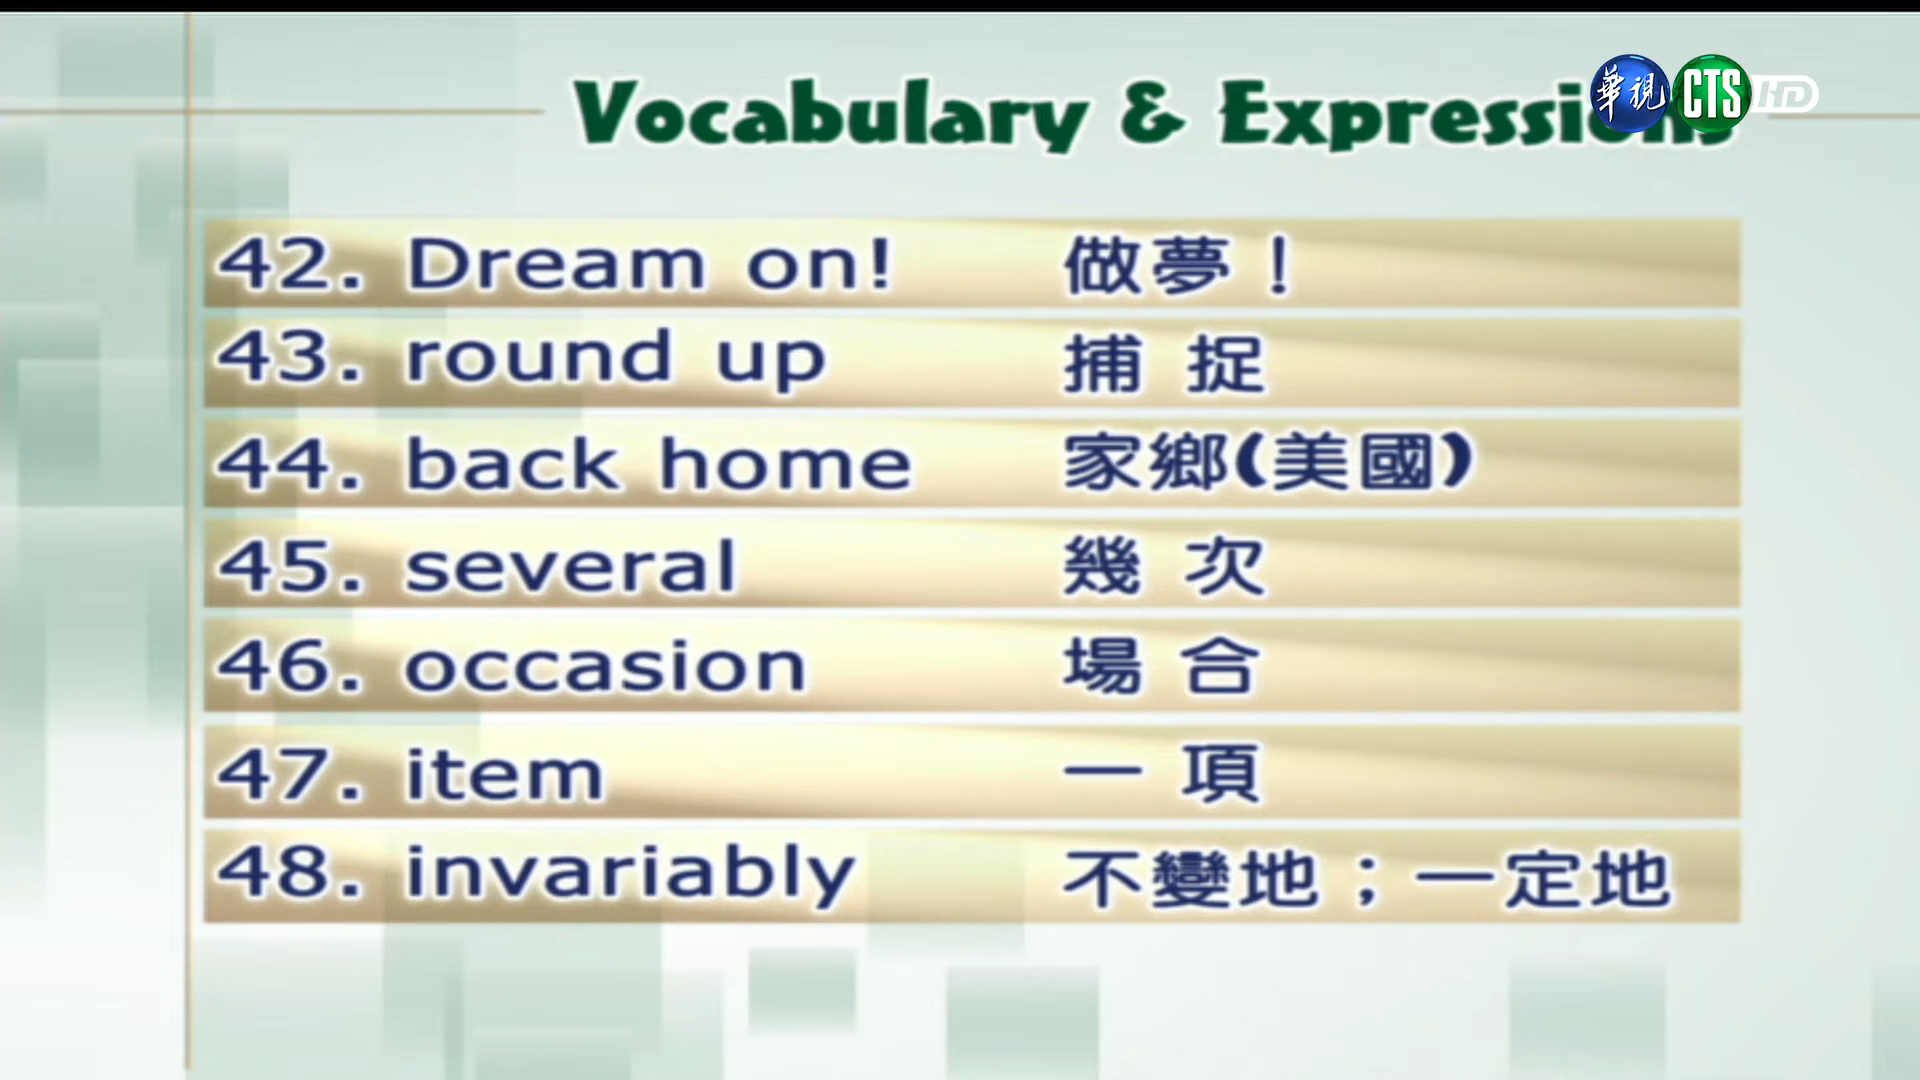 Vocabulary & Expressions
華視 CTS HD
42. Dream on! 做夢！
43. round up 捕 捉
44. back home 家鄉(美國)
45. several 幾 次
46. occasion 場 合
47. item 一 項
48. invariably 不變地；一定地